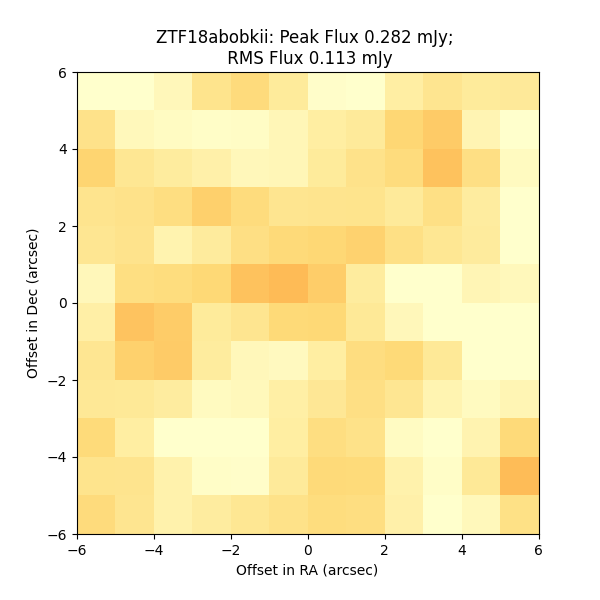 ZTF18abobkii: Peak Flux 0.282 mJy;
RMS Flux 0.113 mJy
6
4
2
0
−2
−4
−6
Offset in Dec (arcsec)
−6 −4 −2 0 2 4 6
Offset in RA (arcsec)